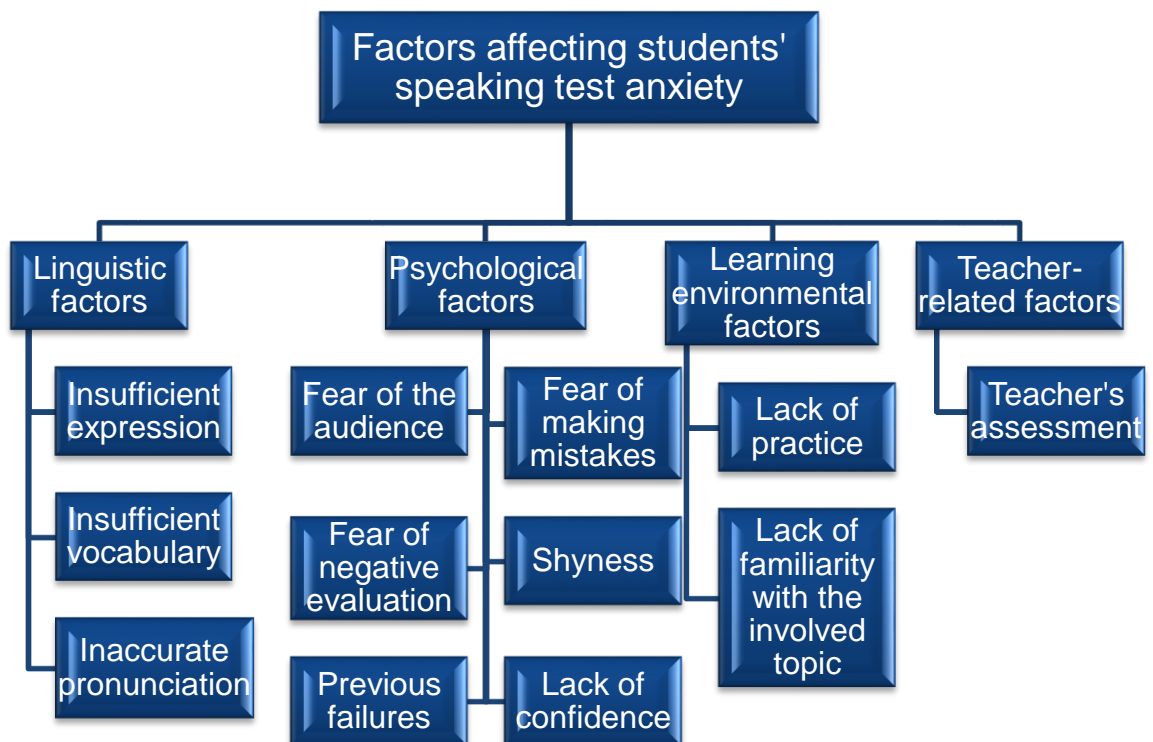 Factors affecting students'
speaking test anxiety
Linguistic
factors
Insufficient
expression
Insufficient
vocabulary
Inaccurate
pronunciation
Psychological
factors
Fear of the
audience
Fear of
making
mistakes
Fear of
negative
evaluation
Shyness
Previous
failures
Lack of
confidence
Learning
environmental
factors
Lack of
practice
Lack of
familiarity
with the
involved
topic
Teacher-
related factors
Teacher's
assessment